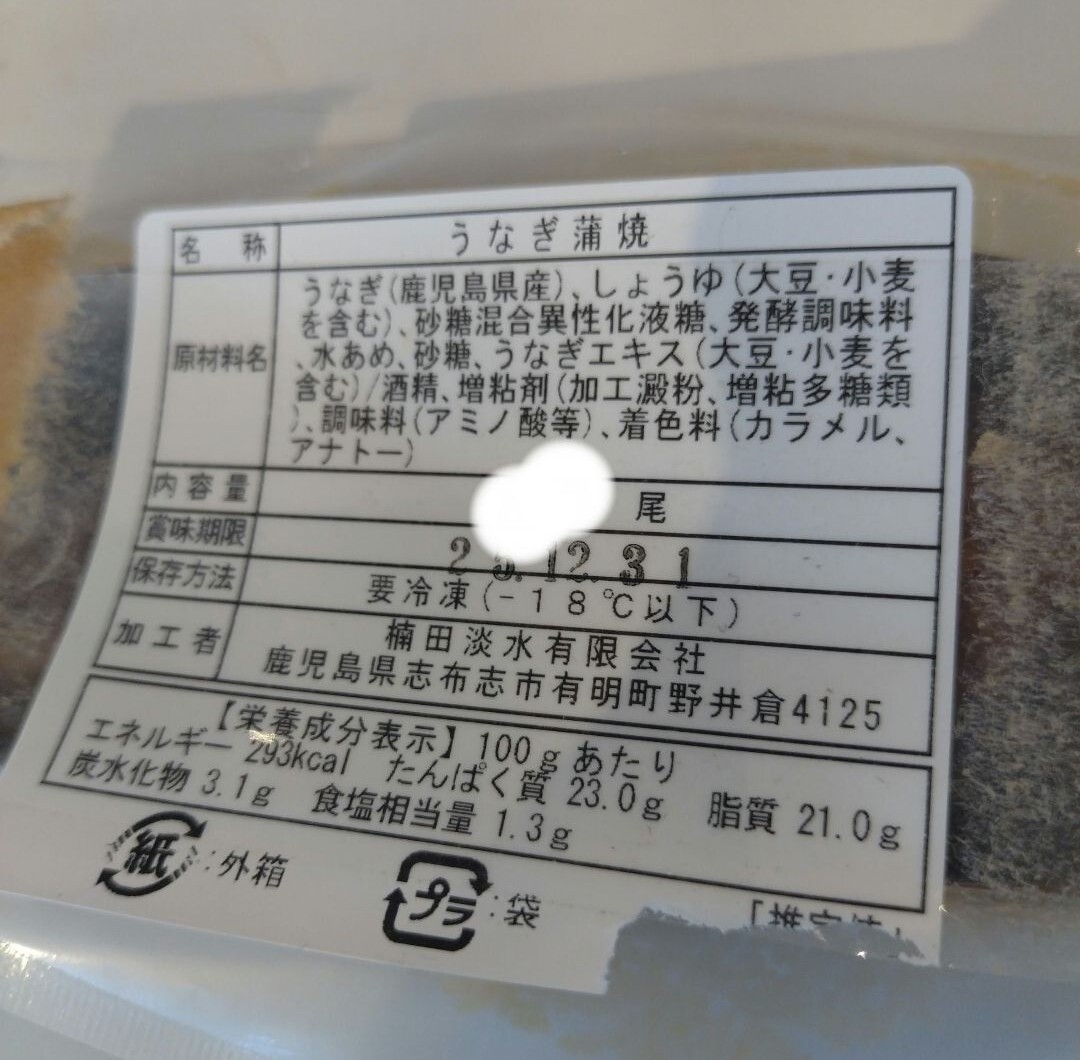 名 称 うなぎ蒲焼
原材料名 うなぎ(鹿児島県産)、しょうゆ(大豆・小麦
を含む)、砂糖混合異性化液糖、発酵調味料
、水あめ、砂糖、うなぎエキス(大豆・小麦を
含む)/酒精、増粘剤(加工澱粉、増粘多糖類
)、調味料(アミノ酸等)、着色料(カラメル、
アナトー)
内容量 尾
賞味期限 2 .12.31
保存方法 要冷凍(-18℃以下)
加工者 楠田淡水有限会社
鹿児島県志布志市有明町野井倉4125
【栄養成分表示】100gあたり
エネルギー 293kcal たんぱく質 23.0g 脂質 21.0g
炭水化物 3.1g 食塩相当量 1.3g
紙:外箱 プラ:袋